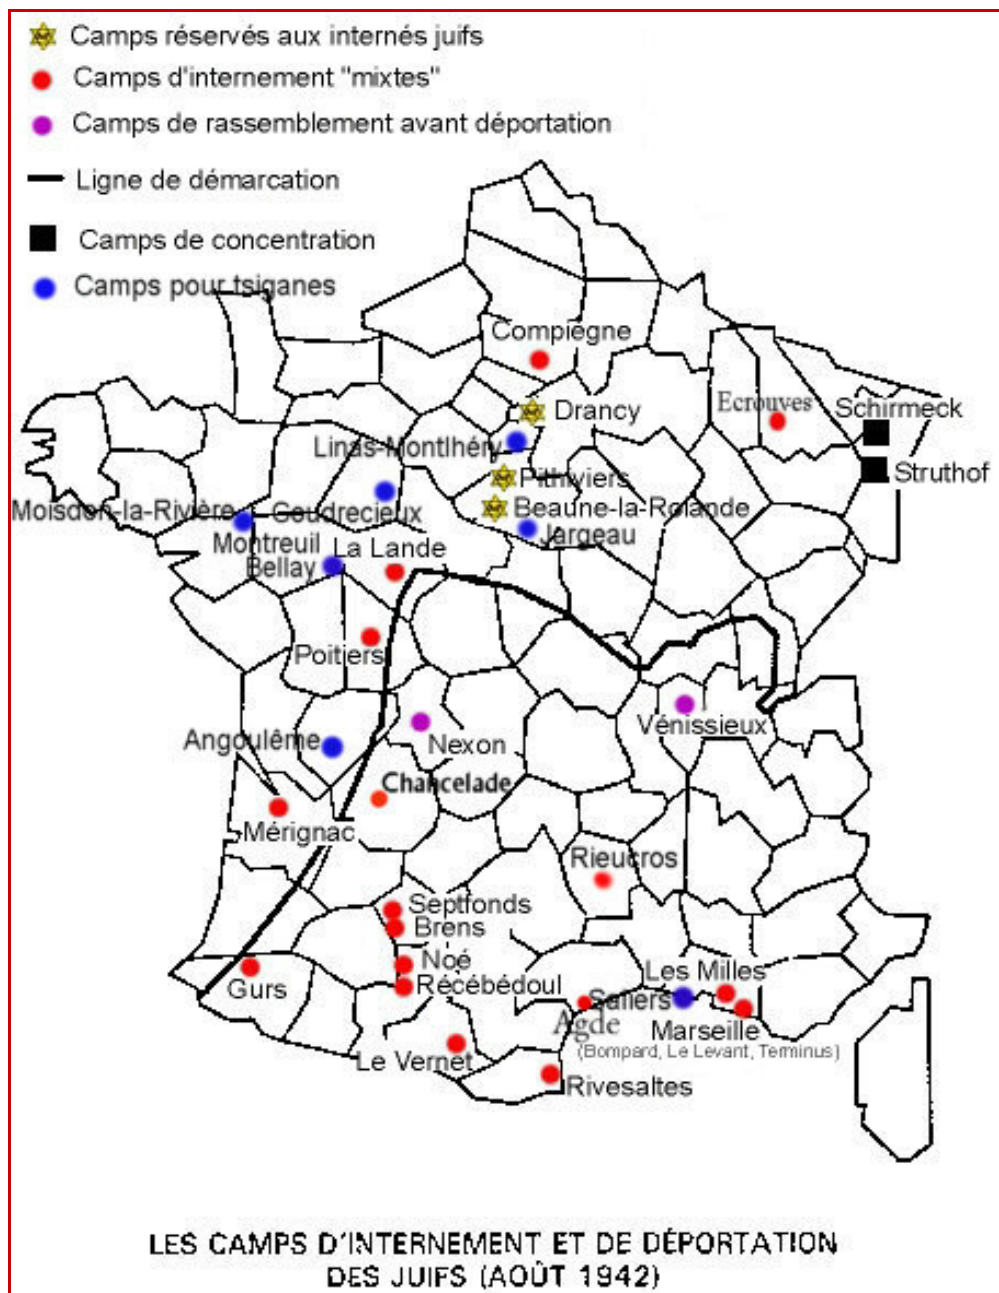 Camps réservés aux internés juifs
Camps d'internement "mixtes"
Camps de rassemblement avant déportation
Ligne de démarcation
Camps de concentration
Camps pour tsiganes
Compiègne
Drancy
Ecrouves
Schirmeck
Linas-Montlhéry
Struthof
Pithiviers
Moisdon-la-Rivière
Coudrecieux
Beaune-la-Rolande
Jargeau
Montreuil
Bellay
La Lande
Poitiers
Vénissieux
Angoulême
Nexon
Chancelade
Mérignac
Rieucros
Septfonds
Brens
Noé
Récébédoul
Gurs
Les Milles
Saliers
Agde
Marseille
(Bompard, Le Levant, Terminus)
Le Vernet
Rivesaltes
LES CAMPS D'INTERNEMENT ET DE DÉPORTATION
DES JUIFS (AOÛT 1942)